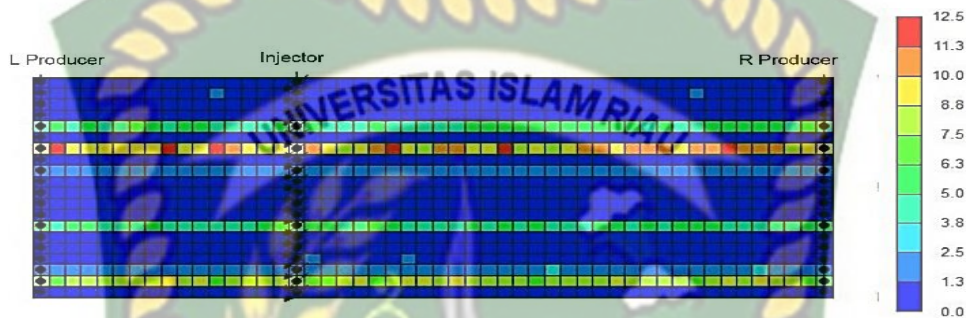 L Producer
Injector
R Producer
UNIVERSITAS ISLAM RIAU
12.5
11.3
10.0
8.8
7.5
6.3
5.0
3.8
2.5
1.3
0.0